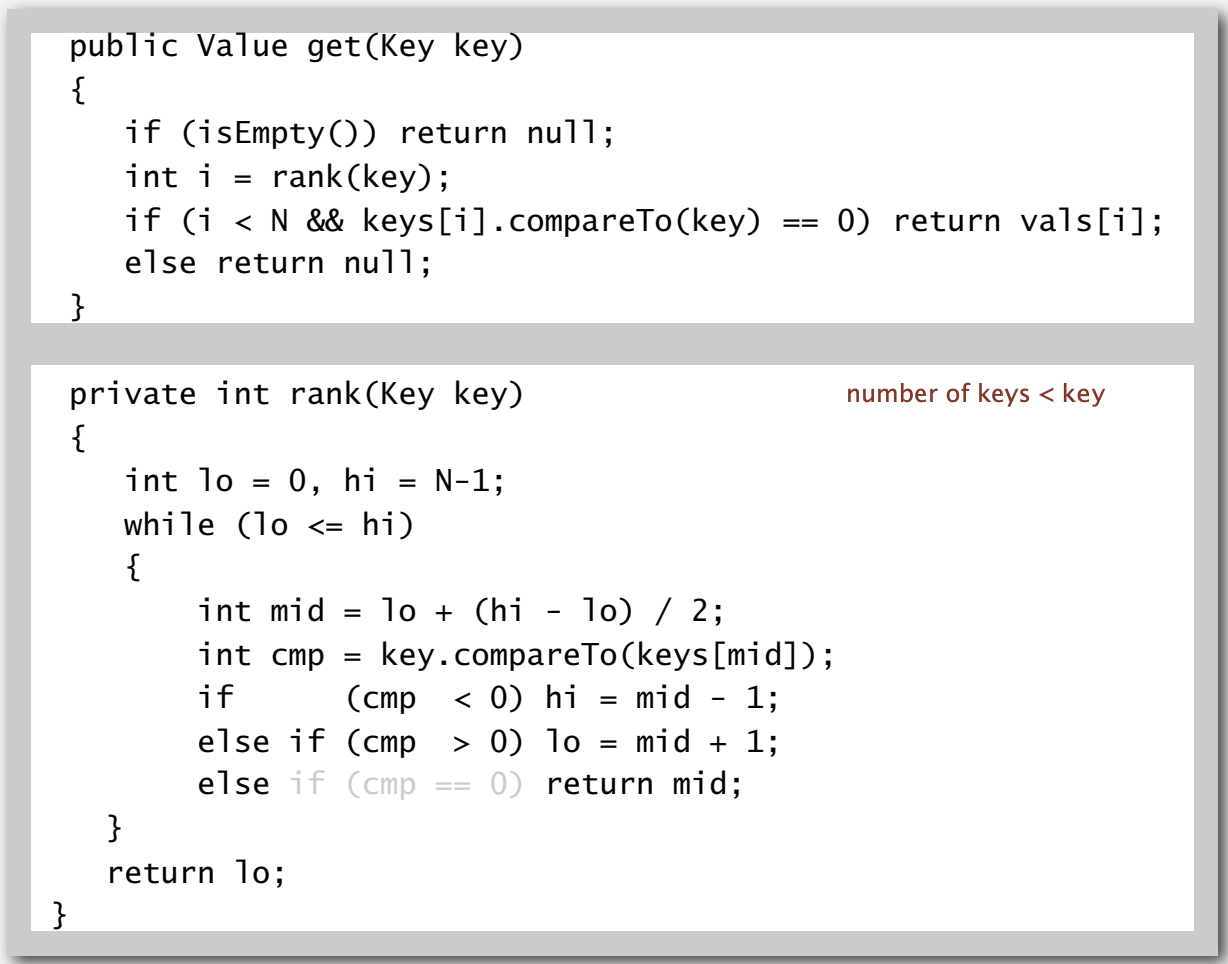 public Value get(Key key)
{
   if (isEmpty()) return null;
   int i = rank(key);
   if (i < N && keys[i].compareTo(key) == 0) return vals[i];
   else return null;
}
private int rank(Key key)                  number of keys < key
{
   int lo = 0, hi = N-1;
   while (lo <= hi)
   {
       int mid = lo + (hi - lo) / 2;
       int cmp = key.compareTo(keys[mid]);
       if      (cmp  < 0) hi = mid - 1;
       else if (cmp  > 0) lo = mid + 1;
       else if (cmp == 0) return mid;
  }
  return lo;
}